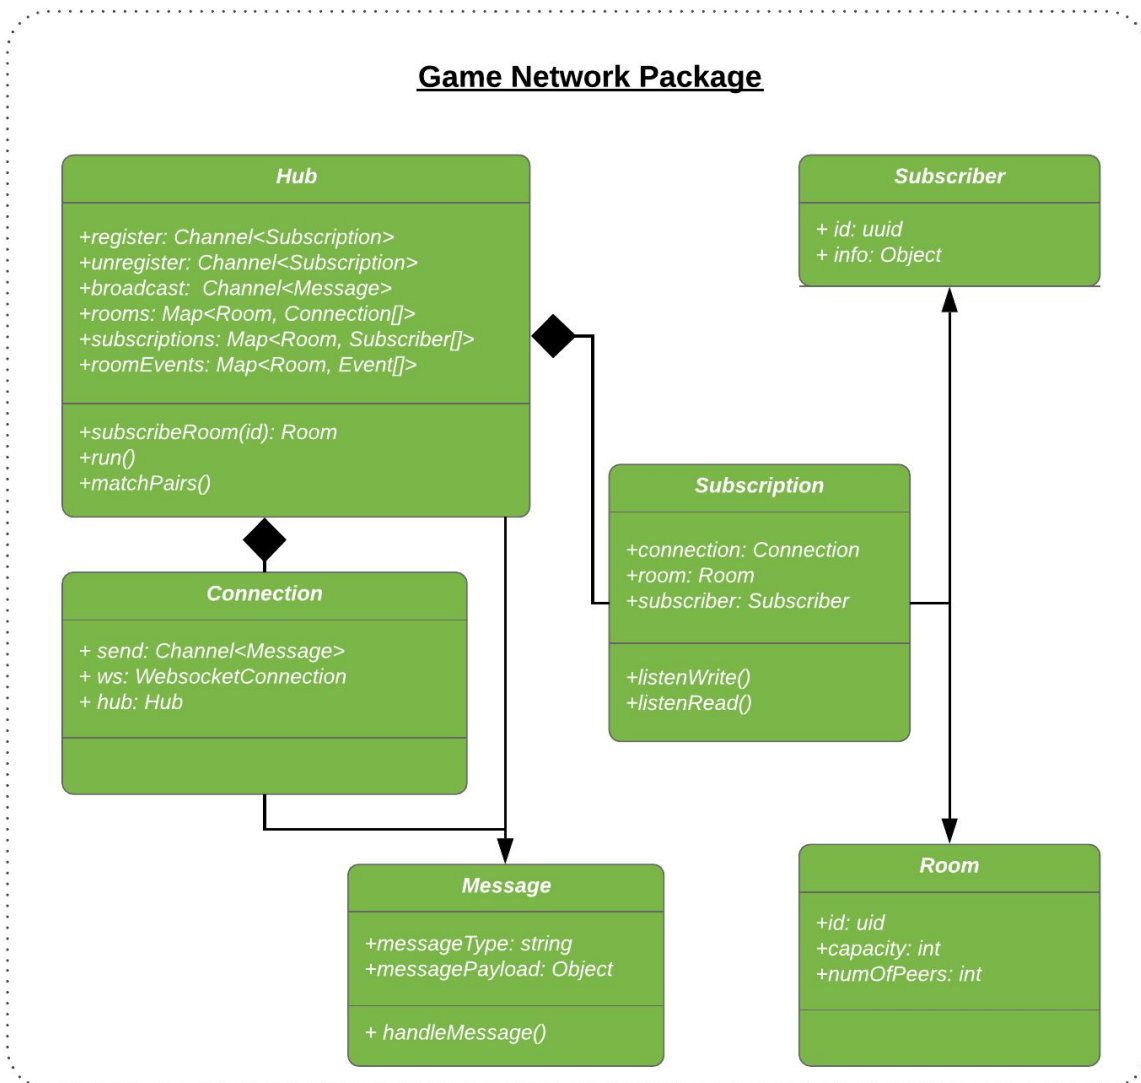 Game Network Package
Hub
+register: Channel<Subscription>
+unregister: Channel<Subscription>
+broadcast:  Channel<Message>
+rooms: Map<Room, Connection[]>
+subscriptions: Map<Room, Subscriber[]>
+roomEvents: Map<Room, Event[]>
+subscribeRoom(id): Room
+run()
+matchPairs()
Subscriber
+ id: uuid
+ info: Object
Subscription
+connection: Connection
+room: Room
+subscriber: Subscriber
+listenWrite()
+listenRead()
Connection
+ send: Channel<Message>
+ ws: WebsocketConnection
+ hub: Hub
Message
+messageType: string
+messagePayload: Object
+ handleMessage()
Room
+id: uid
+capacity: int
+numOfPeers: int